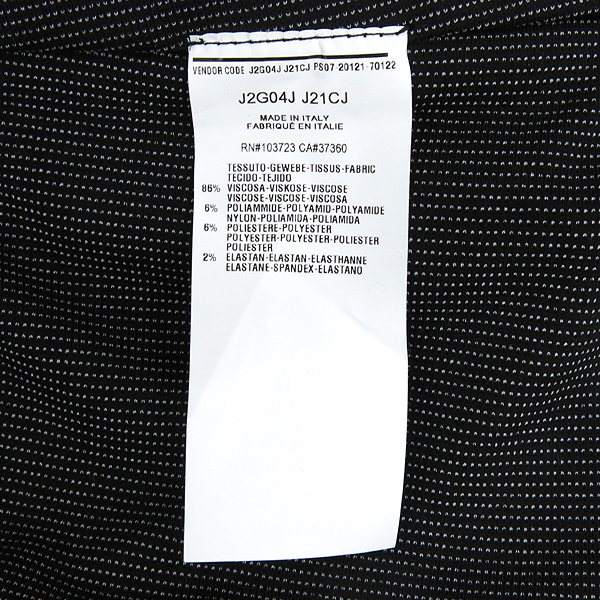 VENDOR CODE J2G04J J21CJ PS07-20121-70122
J2G04J J21CJ
MADE IN ITALY
FABRIQUÉ EN ITALIE
RN#103723 CA#37360
TESSUTO-GEWEBE-TISSUS-FABRIC
TECIDO-TEJIDO
86% VISCOSA-VISKOSE-VISCOSE
VISCOSE-VISCOSE-VISCOSA
6% POLIAMMIDE-POLYAMID-POLYAMIDE
NYLON-POLIAMIDA-POLIAMIDA
6% POLIESTERE-POLYESTER
POLYESTER-POLYESTER-POLIESTER
POLIESTER
2% ELASTAN-ELASTAN-ELASTHANNE
ELASTANE-SPANDEX-ELASTANO